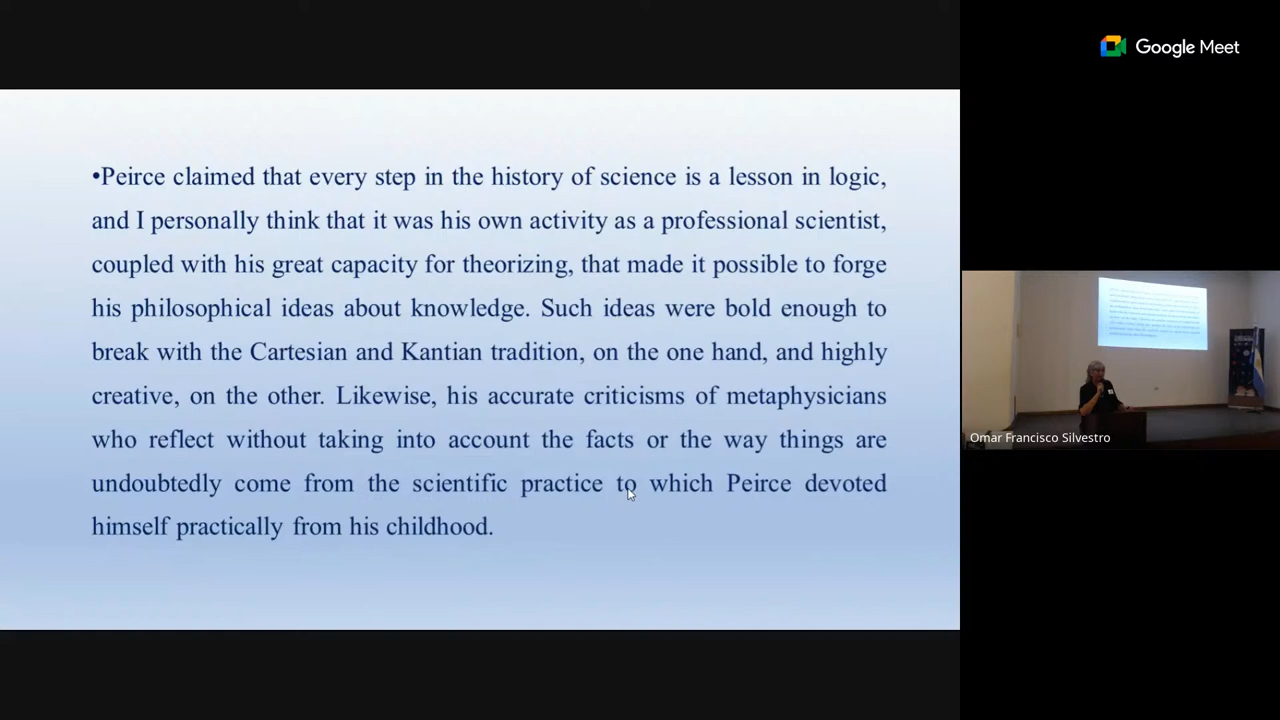 Google Meet
•Peirce claimed that every step in the history of science is a lesson in logic,
and I personally think that it was his own activity as a professional scientist,
coupled with his great capacity for theorizing, that made it possible to forge
his philosophical ideas about knowledge. Such ideas were bold enough to
break with the Cartesian and Kantian tradition, on the one hand, and highly
creative, on the other. Likewise, his accurate criticisms of metaphysicians
who reflect without taking into account the facts or the way things are
undoubtedly come from the scientific practice to which Peirce devoted
himself practically from his childhood.
Omar Francisco Silvestro